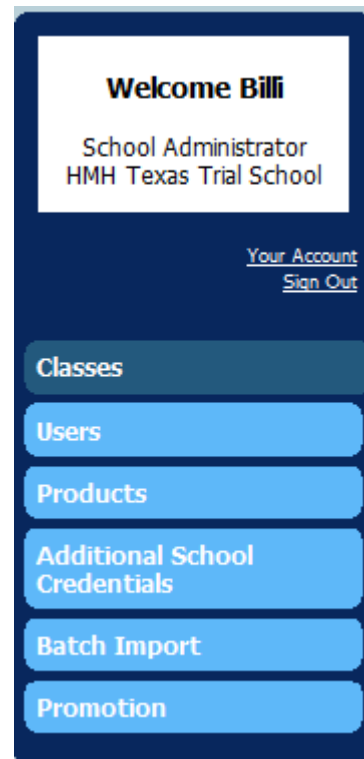 Welcome Billi
School Administrator
HMH Texas Trial School
Your Account
Sign Out
Classes
Users
Products
Additional School
Credentials
Batch Import
Promotion